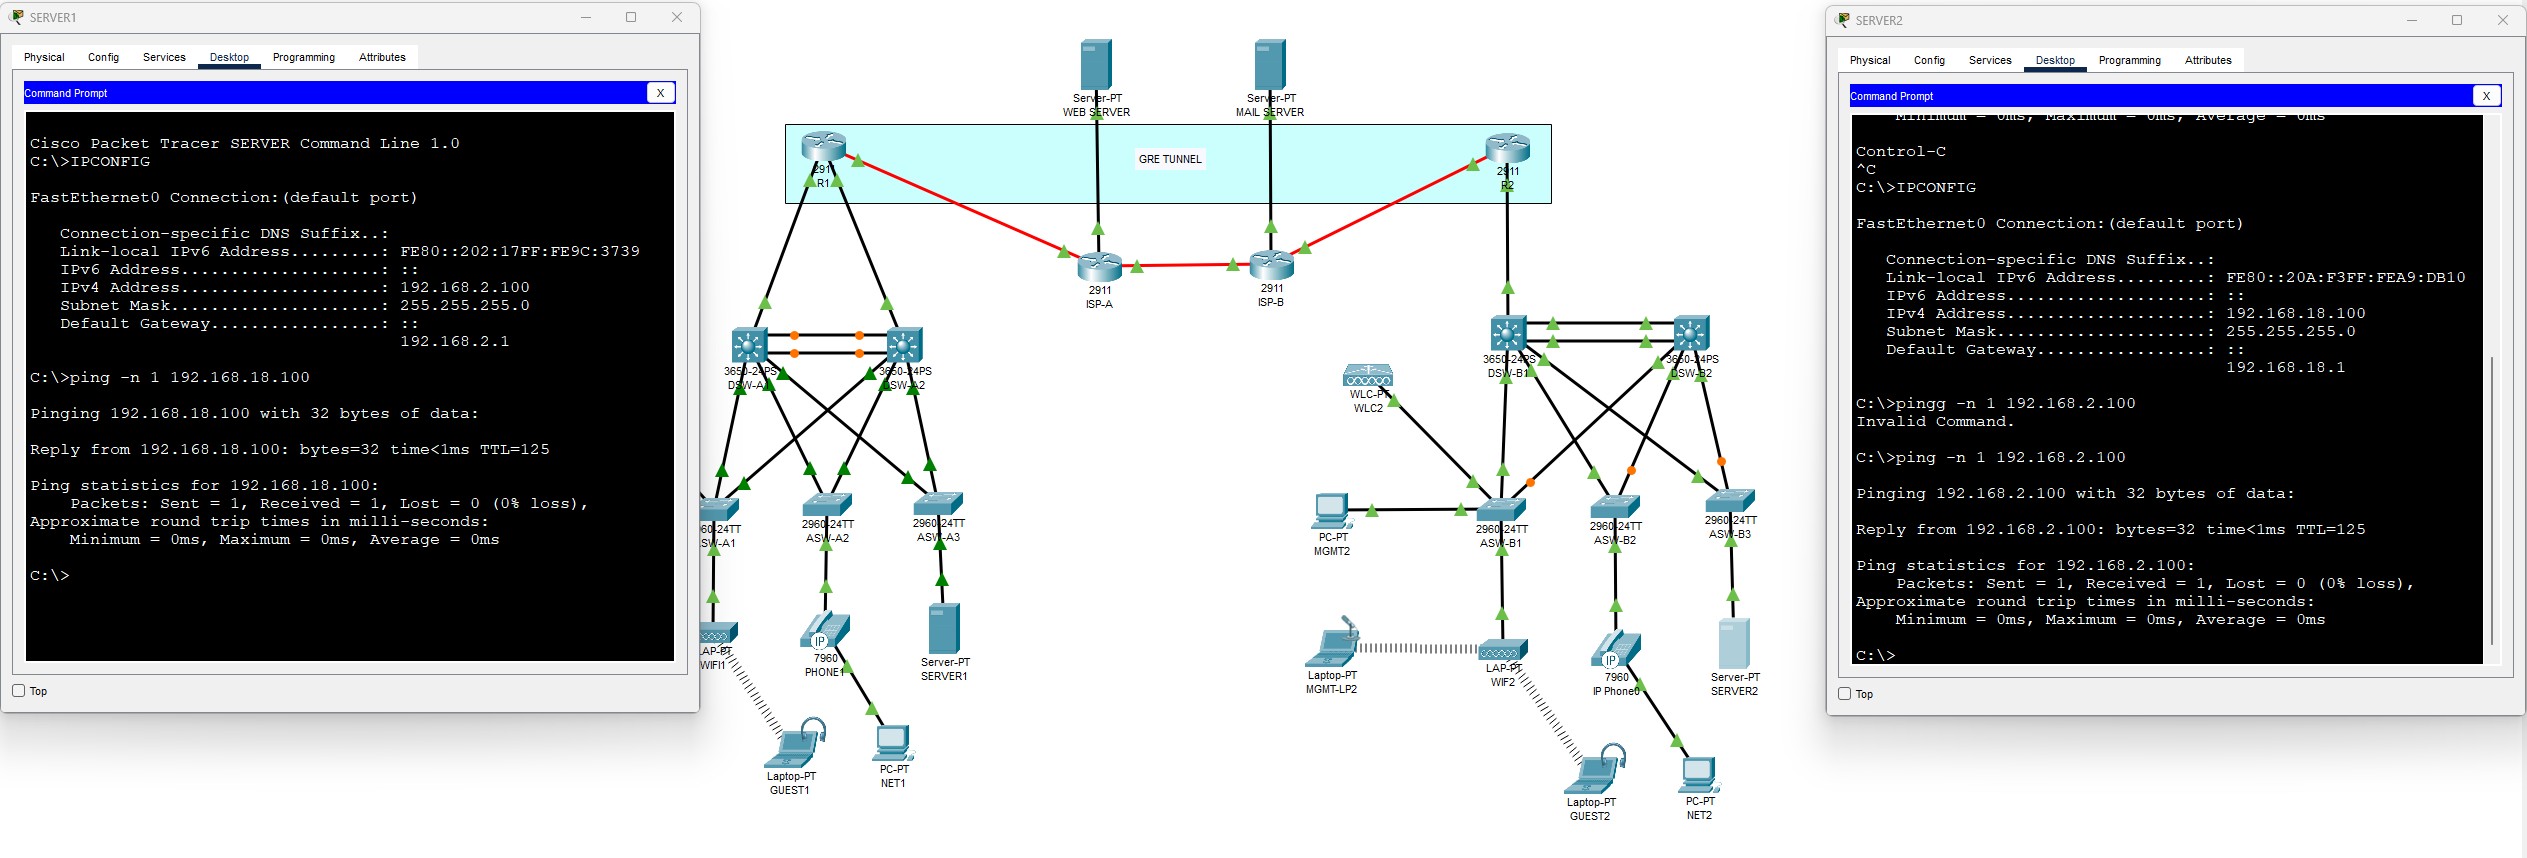 SERVER1
Physical Config Services Desktop Programming Attributes
Command Prompt
X
Cisco Packet Tracer SERVER Command Line 1.0
C:\>IPCONFIG
FastEthernet0 Connection:(default port)
Connection-specific DNS Suffix..:
Link-local IPv6 Address.........: FE80::202:17FF:FE9C:3739
IPv6 Address....................: ::
IPv4 Address....................: 192.168.2.100
Subnet Mask.....................: 255.255.255.0
Default Gateway.................: ::
192.168.2.1
C:\>ping -n 1 192.168.18.100
Pinging 192.168.18.100 with 32 bytes of data:
Reply from 192.168.18.100: bytes=32 time<1ms TTL=125
Ping statistics for 192.168.18.100:
Packets: Sent = 1, Received = 1, Lost = 0 (0% loss),
Approximate round trip times in milli-seconds:
Minimum = 0ms, Maximum = 0ms, Average = 0ms
C:\>
Top
Server-PT
WEB SERVER
Server-PT
MAIL SERVER
GRE TUNNEL
2911
R1
2911
R2
2911
ISP-A
2911
ISP-B
3650-24PS
DSW-A1
3650-24PS
DSW-A2
3650-24PS
DSW-B1
3650-24PS
DSW-B2
WLC-PT
WLC2
60-24TT
SW-A1
2960-24TT
ASW-A2
2960-24TT
ASW-A3
PC-PT
MGMT2
2960-24TT
ASW-B1
2960-24TT
ASW-B2
2960-24TT
ASW-B3
LAP-PT
WIFI1
IP
7960
PHONE1
Server-PT
SERVER1
Laptop-PT
MGMT-LP2
LAP-PT
WIF2
IP
7960
IP Phone0
Server-PT
SERVER2
Laptop-PT
GUEST1
PC-PT
NET1
Laptop-PT
GUEST2
PC-PT
NET2
SERVER2
Physical Config Services Desktop Programming Attributes
Command Prompt
X
Minimum = 0ms, Maximum = 0ms, Average = 0ms
Control-C
^C
C:\>IPCONFIG
FastEthernet0 Connection:(default port)
Connection-specific DNS Suffix..:
Link-local IPv6 Address.........: FE80::20A:F3FF:FEA9:DB10
IPv6 Address....................: ::
IPv4 Address....................: 192.168.18.100
Subnet Mask.....................: 255.255.255.0
Default Gateway.................: ::
192.168.18.1
C:\>pingg -n 1 192.168.2.100
Invalid Command.
C:\>ping -n 1 192.168.2.100
Pinging 192.168.2.100 with 32 bytes of data:
Reply from 192.168.2.100: bytes=32 time<1ms TTL=125
Ping statistics for 192.168.2.100:
Packets: Sent = 1, Received = 1, Lost = 0 (0% loss),
Approximate round trip times in milli-seconds:
Minimum = 0ms, Maximum = 0ms, Average = 0ms
C:\>
Top